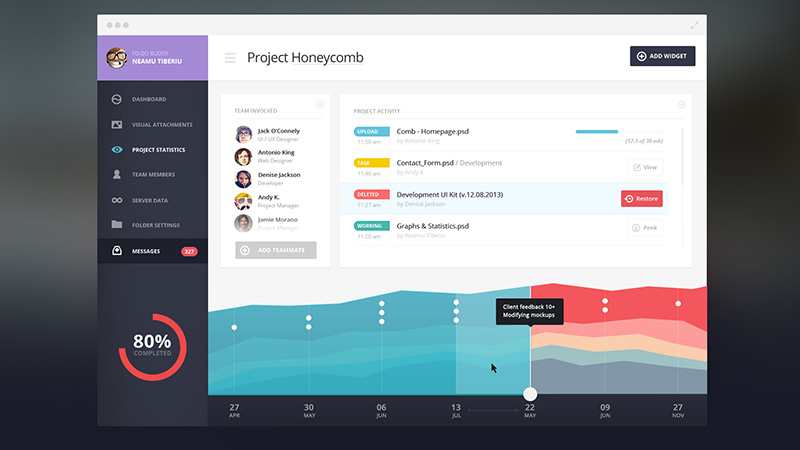 TO-DO BUDDY
NEAMU TIBERIU
Project Honeycomb
ADD WIDGET
DASHBOARD
VISUAL ATTACHMENTS
PROJECT STATISTICS
TEAM MEMBERS
SERVER DATA
FOLDER SETTINGS
MESSAGES 327
80%
COMPLETED
TEAM INVOLVED
Jack O'Connely
UI / UX Designer
Antonio King
Web Designer
Denise Jackson
Developer
Andy K.
Project Manager
Jamie Morano
Project Manager
ADD TEAMMATE
PROJECT ACTIVITY
UPLOAD Comb - Homepage.psd
11:50 am by Antonio King (12.3 of 30 mb)
TASK Contact_Form.psd / Development View
11:40 am by Andy K
DELETED Development UI Kit (v.12.08.2013) Restore
11:27 am by Denise Jackson
WORKING Graphs & Statistics.psd Peek
11:20 am by Neamu Tiberiu
Client feedback 10+
Modifying mockups
27 30 06 13 22 09 27
APR MAY JUN JUL MAY JUN NOV